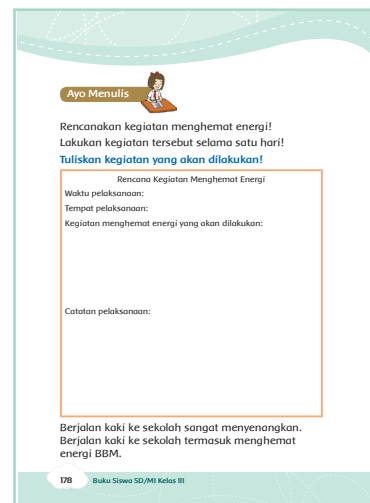 Ayo Menulis
Rencanakan kegiatan menghemat energi!
Lakukan kegiatan tersebut selama satu hari!
Tuliskan kegiatan yang akan dilakukan!
Rencana Kegiatan Menghemat Energi
Waktu pelaksanaan:
Tempat pelaksanaan:
Kegiatan menghemat energi yang akan dilakukan:
Catatan pelaksanaan:
Berjalan kaki ke sekolah sangat menyenangkan.
Berjalan kaki ke sekolah termasuk menghemat
energi BBM.
178 Buku Siswa SD/MI Kelas III